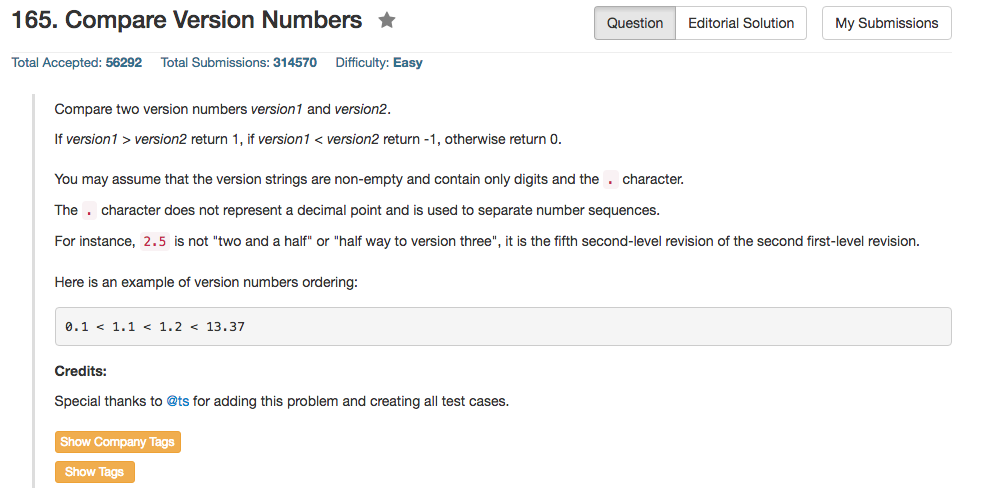 165. Compare Version Numbers
Question Editorial Solution My Submissions
Total Accepted: 56292 Total Submissions: 314570 Difficulty: Easy
Compare two version numbers version1 and version2.
If version1 > version2 return 1, if version1 < version2 return -1, otherwise return 0.
You may assume that the version strings are non-empty and contain only digits and the . character.
The . character does not represent a decimal point and is used to separate number sequences.
For instance, 2.5 is not "two and a half" or "half way to version three", it is the fifth second-level revision of the second first-level revision.
Here is an example of version numbers ordering:
0.1 < 1.1 < 1.2 < 13.37
Credits:
Special thanks to @ts for adding this problem and creating all test cases.
Show Company Tags
Show Tags